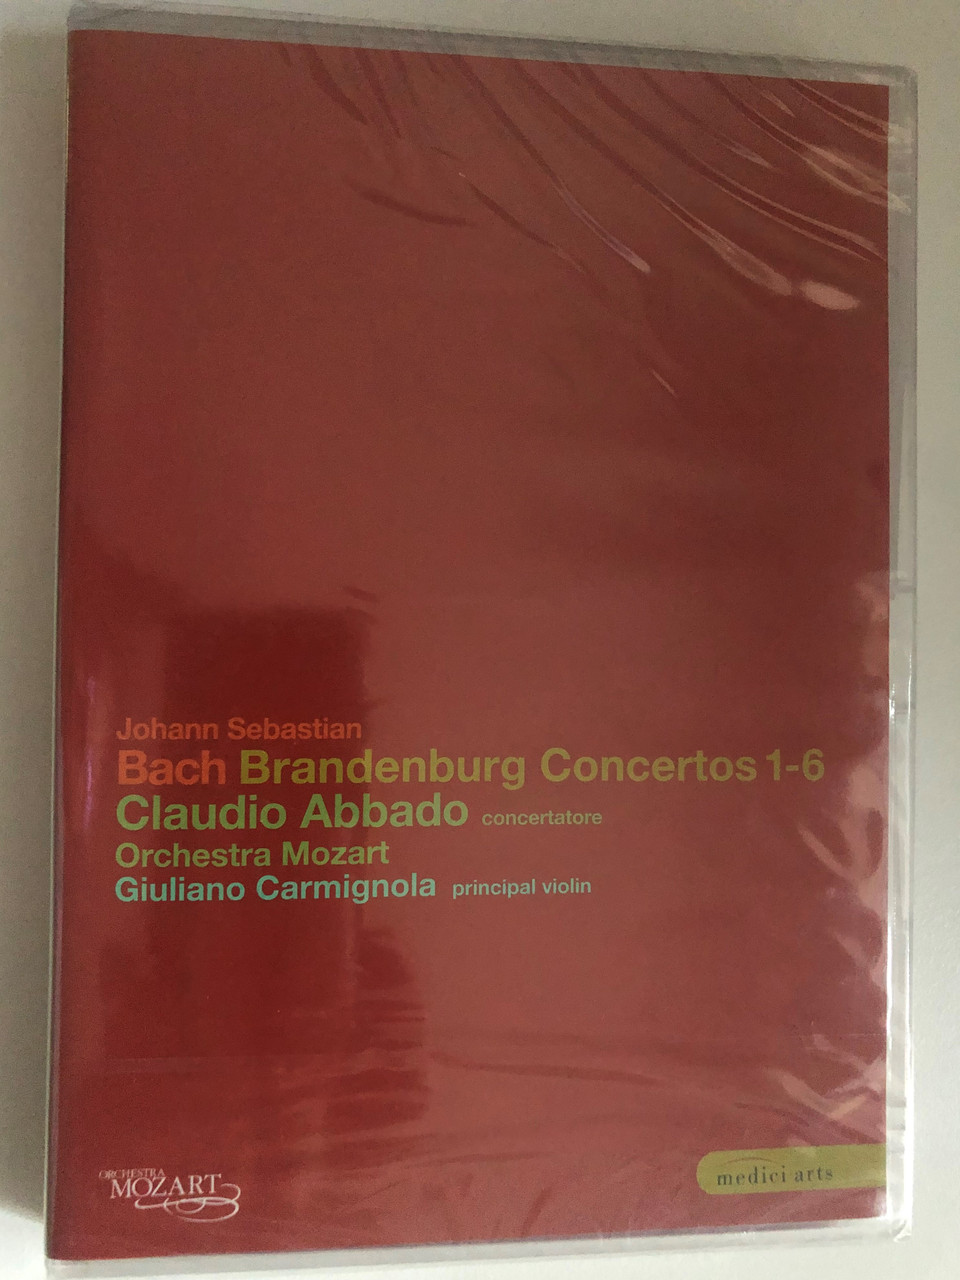 Johann Sebastian
Bach Brandenburg Concertos 1-6
Claudio Abbado concertatore
Orchestra Mozart
Giuliano Carmignola principal violin
ORCHESTRA
MOZART
medici arts